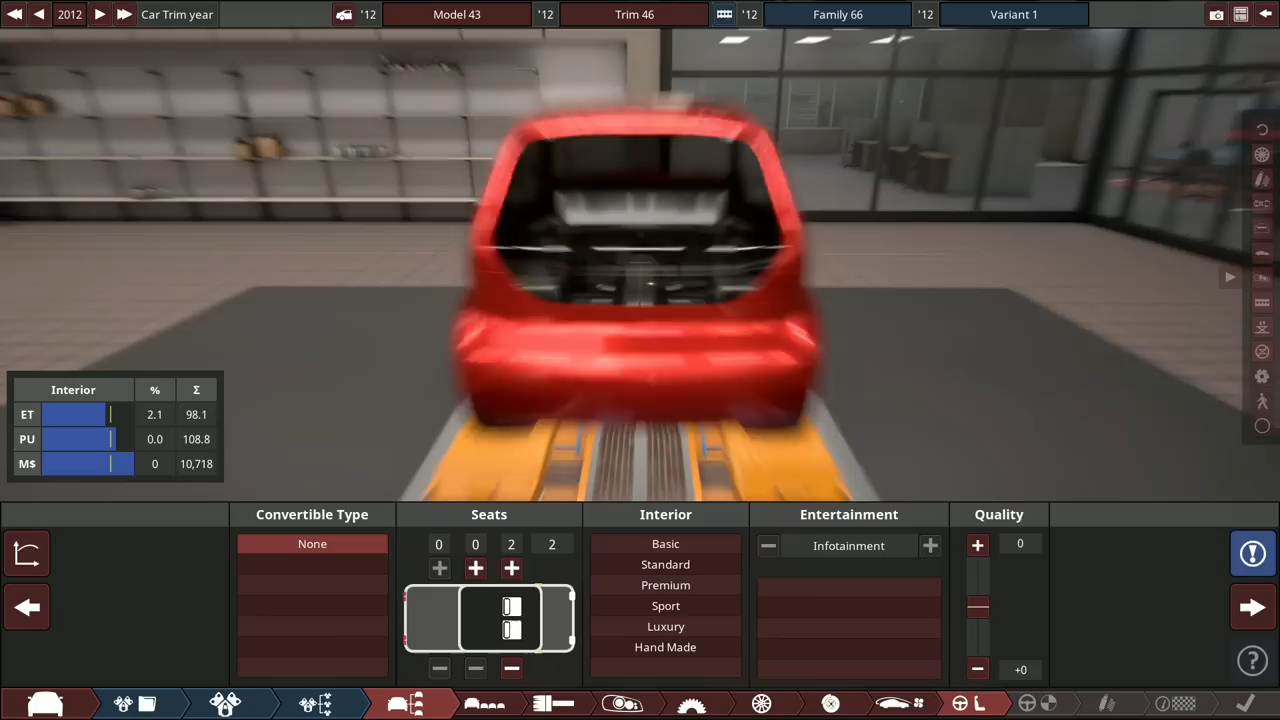 2012 Car Trim year '12 Model 43 '12 Trim 46 '12 Family 66 '12 Variant 1
Interior % Σ
ET 2.1 98.1
PU 0.0 108.8
M$ 0 10,718
Convertible Type
None
Seats
0 0 2 2
Interior
Basic
Standard
Premium
Sport
Luxury
Hand Made
Entertainment
Infotainment
Quality
0
+0